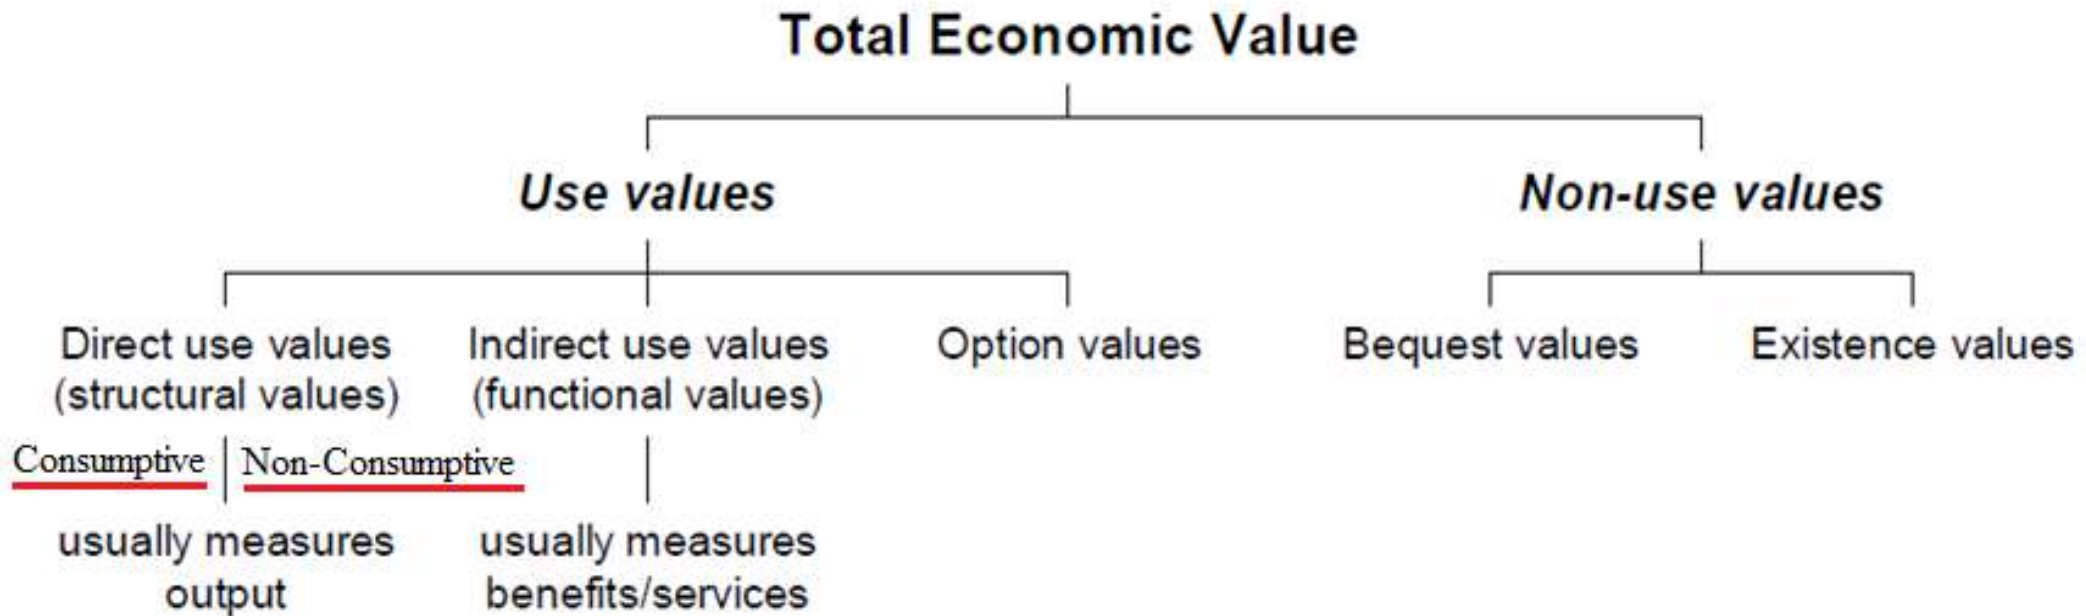 Total Economic Value
Use values
Non-use values
Direct use values
(structural values)
Indirect use values
(functional values)
Option values
Bequest values
Existence values
Consumptive
Non-Consumptive
usually measures
output
usually measures
benefits/services